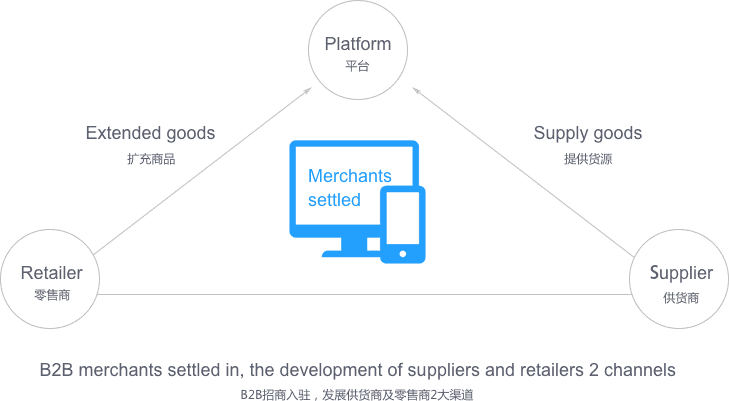 Platform
平台
Extended goods
扩充商品
Supply goods
提供货源
Merchants
settled
Retailer
零售商
Supplier
供货商
B2B merchants settled in, the development of suppliers and retailers 2 channels
B2B招商入驻，发展供货商及零售商2大渠道